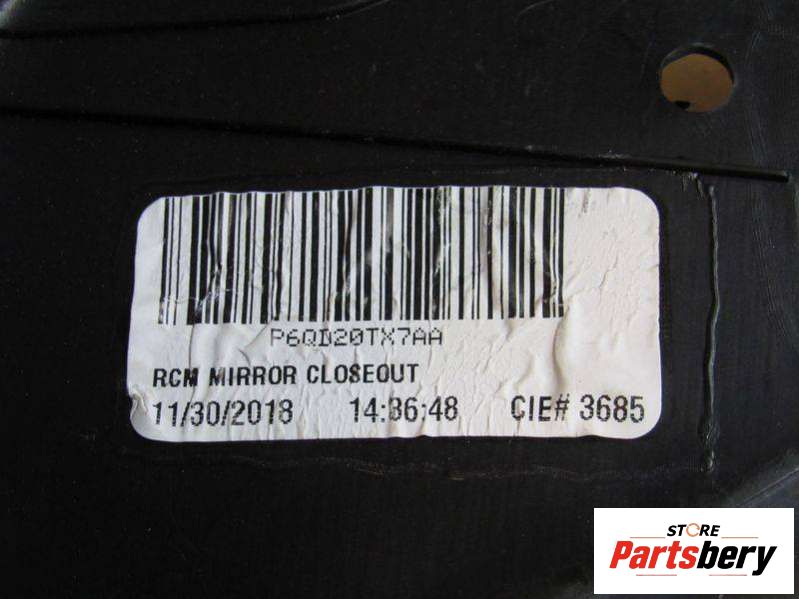 P6QD20TX7AA
RCM MIRROR CLOSEOUT
11/30/2018 14:36:48 CIE# 3685
STORE
Partsbery